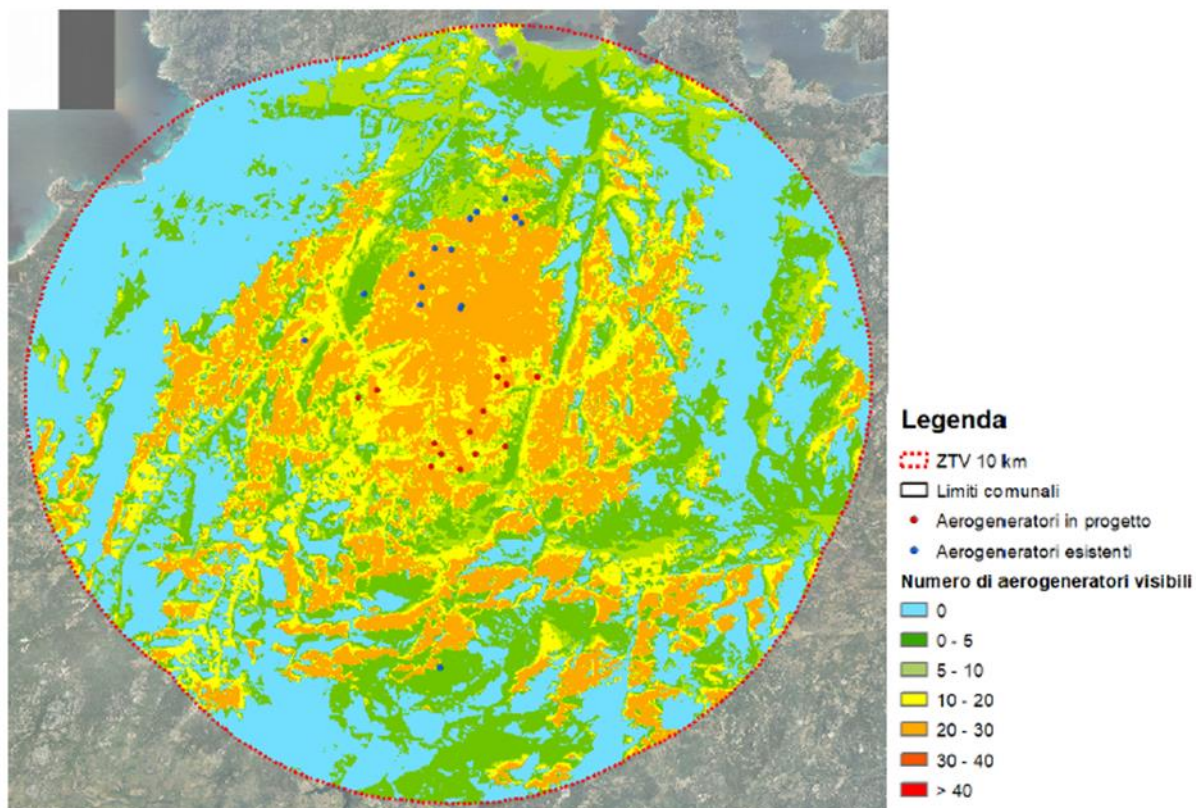 Legenda
ZTV 10 km
Limiti comunali
Aerogeneratori in progetto
Aerogeneratori esistenti
Numero di aerogeneratori visibili
0
0 - 5
5 - 10
10 - 20
20 - 30
30 - 40
> 40